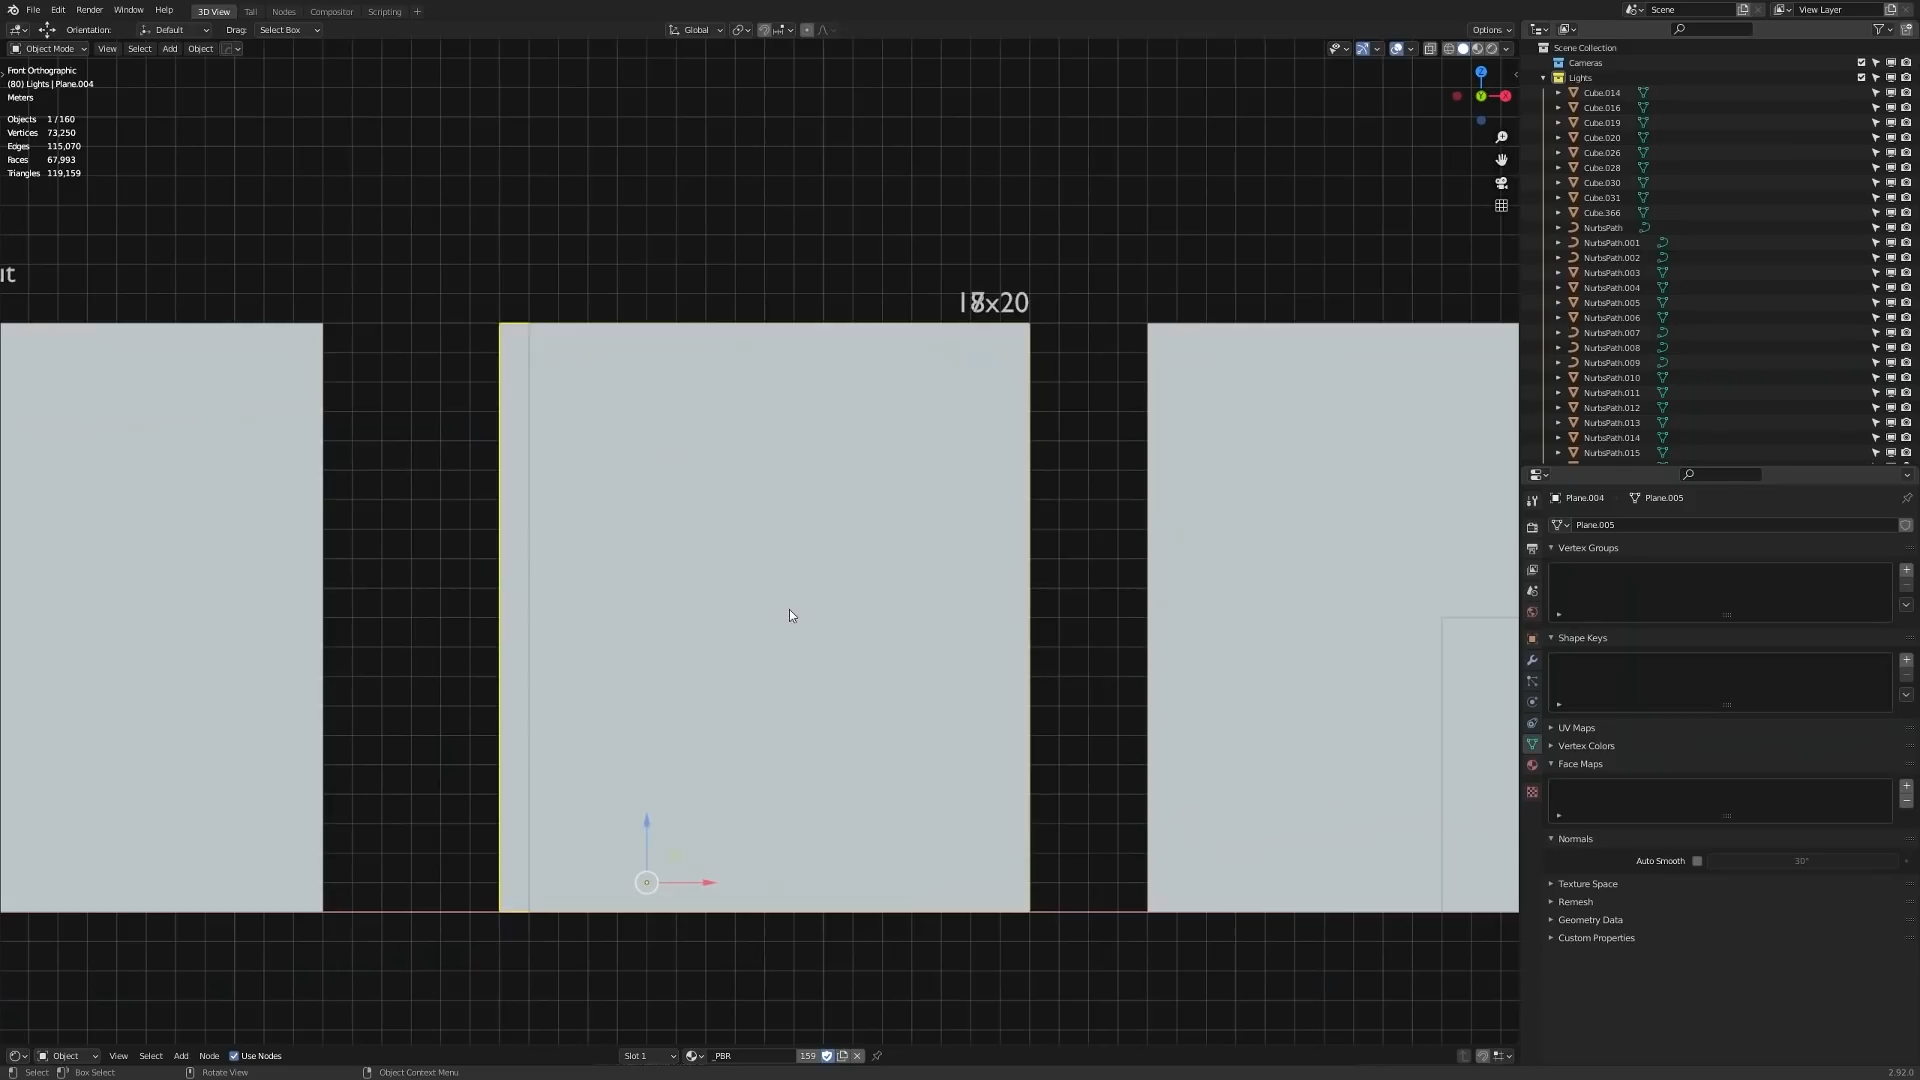 File Edit Render Window Help 3D View Tall Nodes Compositor Scripting + Scene View Layer
Orientation: Default Drag: Select Box Global Options
Object Mode View Select Add Object
Front Orthographic
(80) Lights | Plane.004
Meters
Objects 1 / 160
Vertices 73,250
Edges 115,070
Faces 67,993
Triangles 119,159
Z
Y
X
x20
Scene Collection
Cameras
Lights
Cube.014
Cube.016
Cube.019
Cube.020
Cube.026
Cube.028
Cube.030
Cube.031
Cube.366
NurbsPath
NurbsPath.001
NurbsPath.002
NurbsPath.003
NurbsPath.004
NurbsPath.005
NurbsPath.006
NurbsPath.007
NurbsPath.008
NurbsPath.009
NurbsPath.010
NurbsPath.011
NurbsPath.012
NurbsPath.013
NurbsPath.014
NurbsPath.015
Plane.004 Plane.005
Plane.005
Vertex Groups
Shape Keys
UV Maps
Vertex Colors
Face Maps
Normals
Auto Smooth 30°
Texture Space
Remesh
Geometry Data
Custom Properties
Object View Select Add Node Use Nodes Slot 1 _PBR 159
Select Box Select Rotate View Object Context Menu 2.92.0